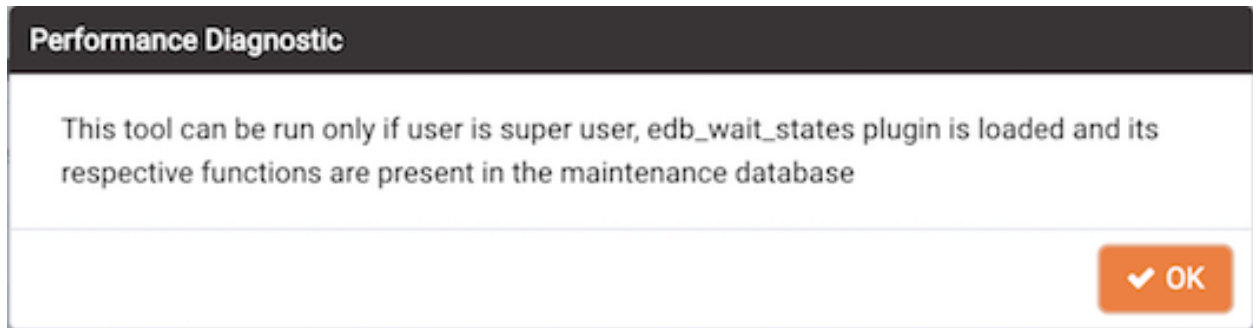 Performance Diagnostic
This tool can be run only if user is super user, edb_wait_states plugin is loaded and its
respective functions are present in the maintenance database
OK